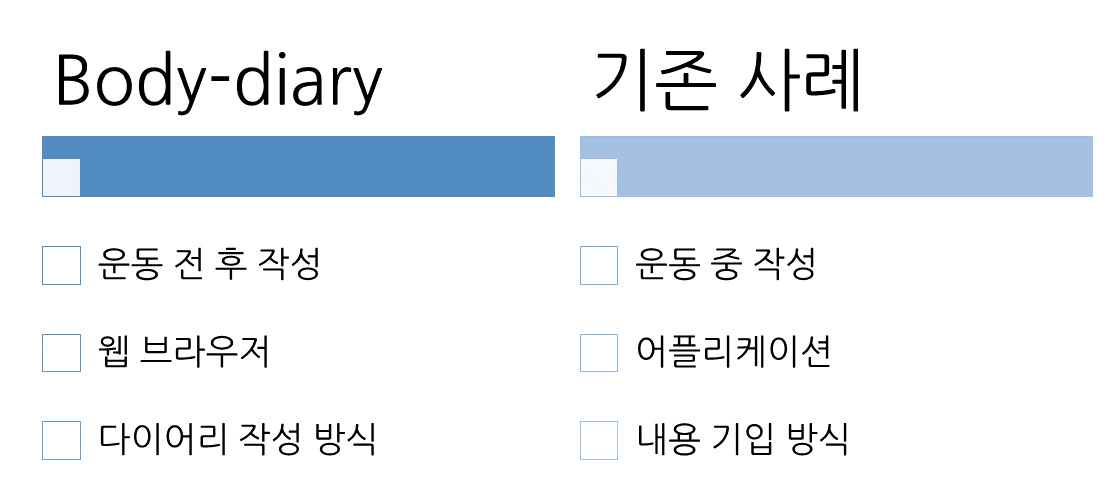 Body-diary
운동 전 후 작성
웹 브라우저
다이어리 작성 방식
기존 사례
운동 중 작성
어플리케이션
내용 기입 방식